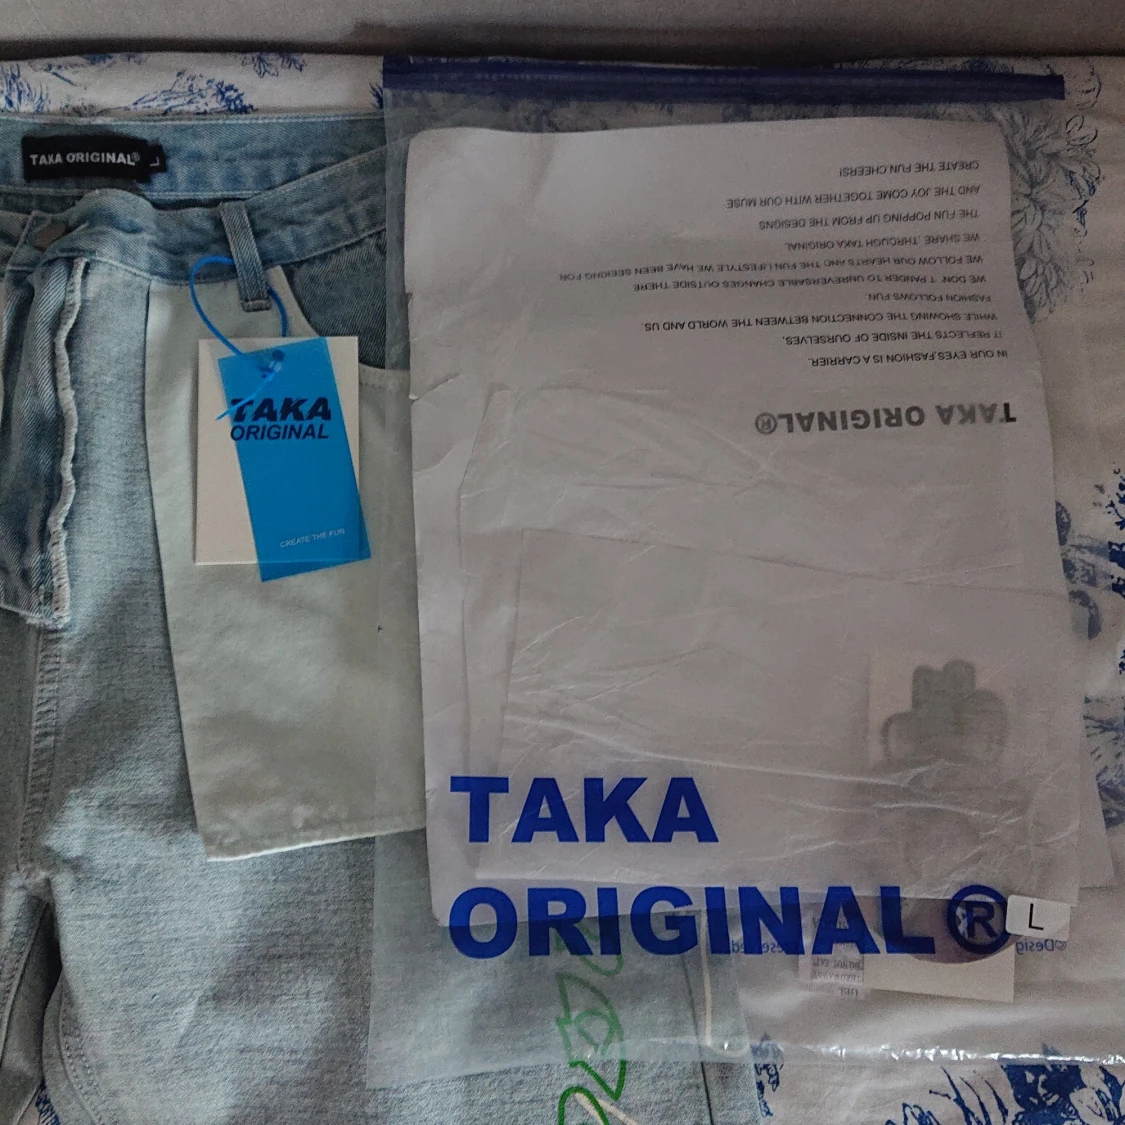 TAKA ORIGINAL® L
TAKA
ORIGINAL
CREATE THE FUN
TAKA ORIGINAL®
IN OUR EYES,FASHION IS A CARRIER.
IT REFLECTS THE INSIDE OF OURSELVES,
WHILE SHOWING THE CONNECTION BETWEEN THE WORLD AND US.
FASHION FOLLOWS FUN.
WE DON`T PANDER TO UNREVERSABLE CHANGES OUTSIDE THERE
WE FOLLOW OUR HEARTS AND THE FUN LIFESTYLE WE HAVE BEEN SEEKING FOR
WE SHARE, THROUGH TAKA ORIGINAL
THE FUN POPPING UP FROM THE DESIGNS
AND THE JOY COME TOGETHER WITH OUR MUSE
CREATE THE FUN.CHEERS!
TAKA
ORIGINAL®
L